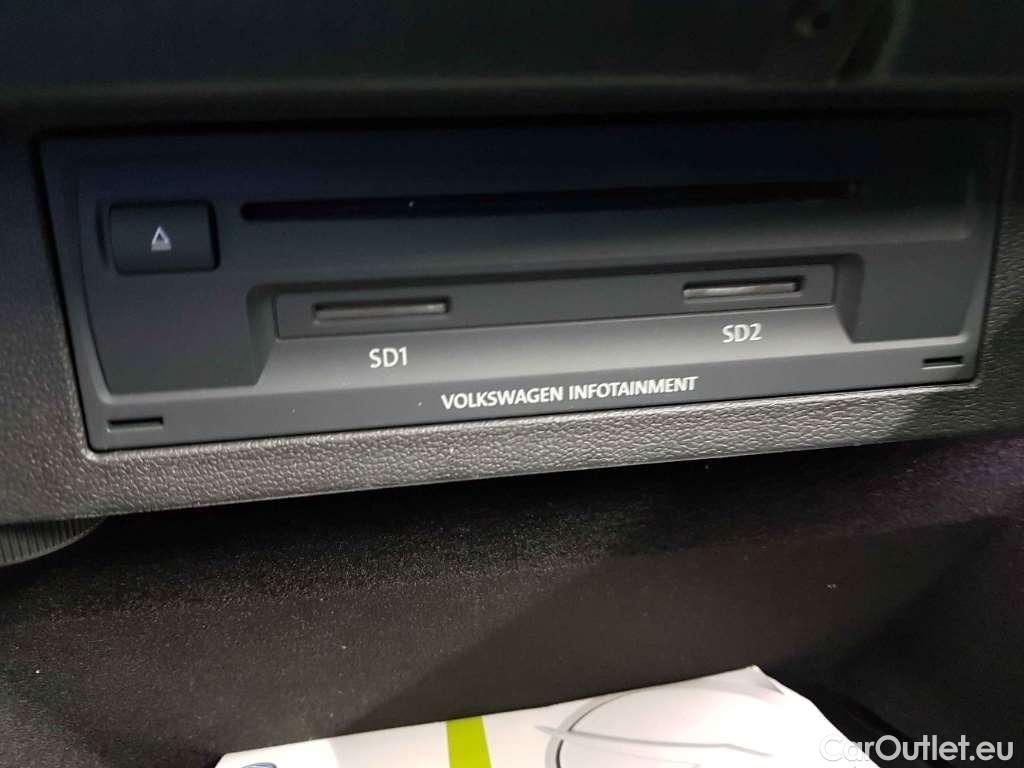 SD1
SD2
VOLKSWAGEN INFOTAINMENT
CarOutlet.eu